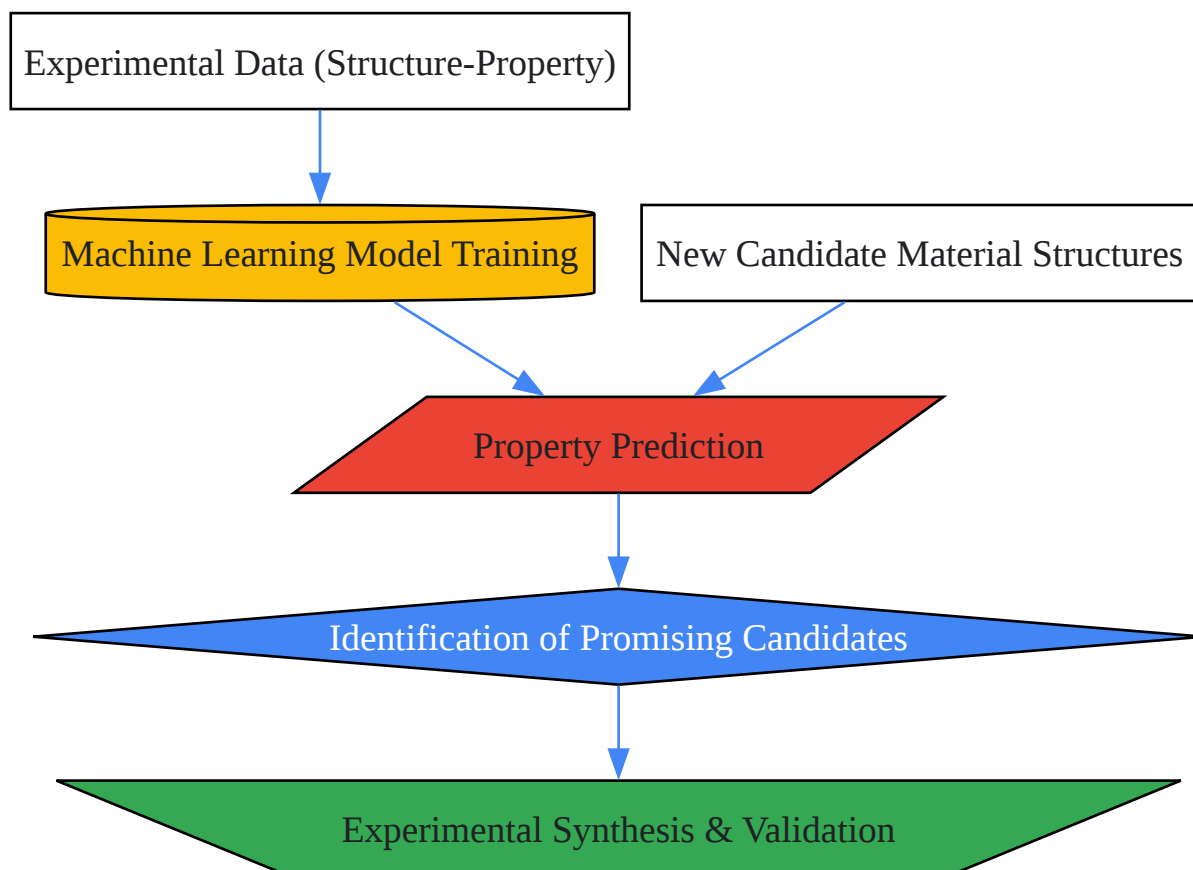 Experimental Data (Structure-Property)
Machine Learning Model Training
New Candidate Material Structures
Property Prediction
Identification of Promising Candidates
Experimental Synthesis & Validation